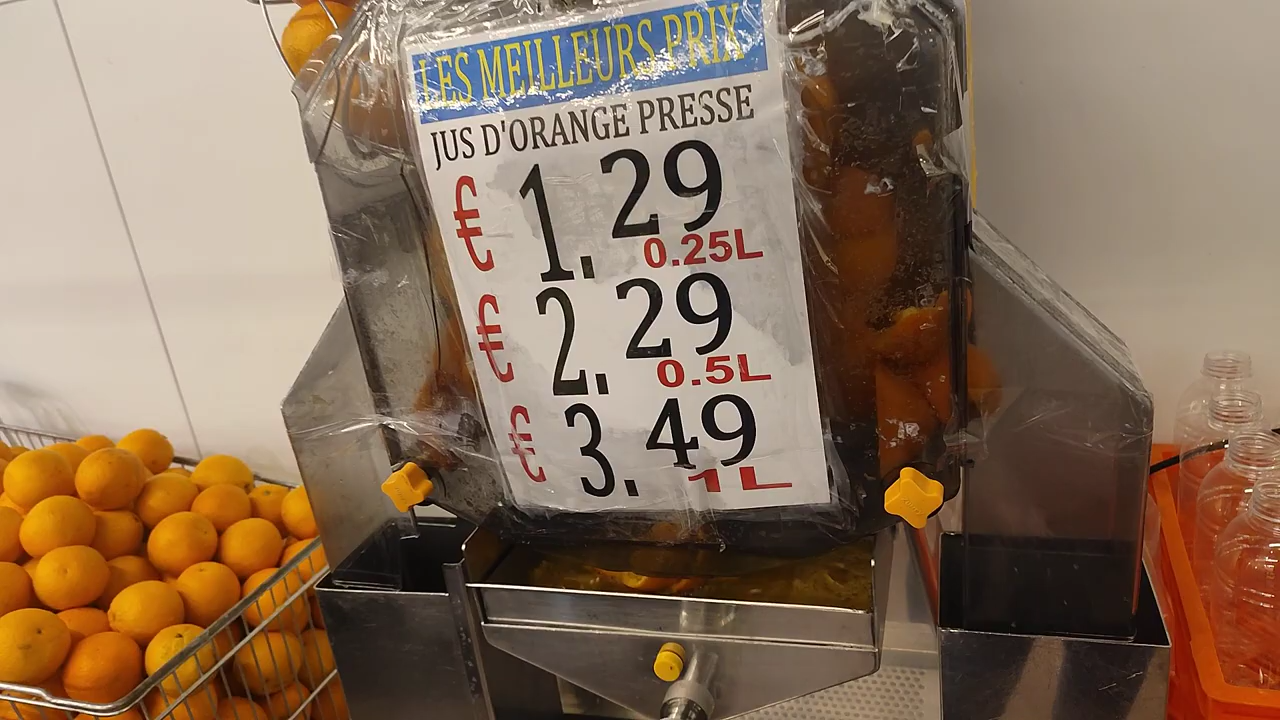 LES MEILLEURS PRIX
JUS D'ORANGE PRESSE
€ 1.29
0.25L
€ 2.29
0.5L
€ 3.49
1L